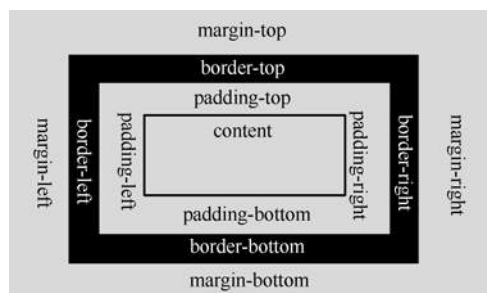 margin-top
border-top
padding-top
content
margin-left
border-left
padding-left
padding-right
border-right
margin-right
padding-bottom
border-bottom
margin-bottom